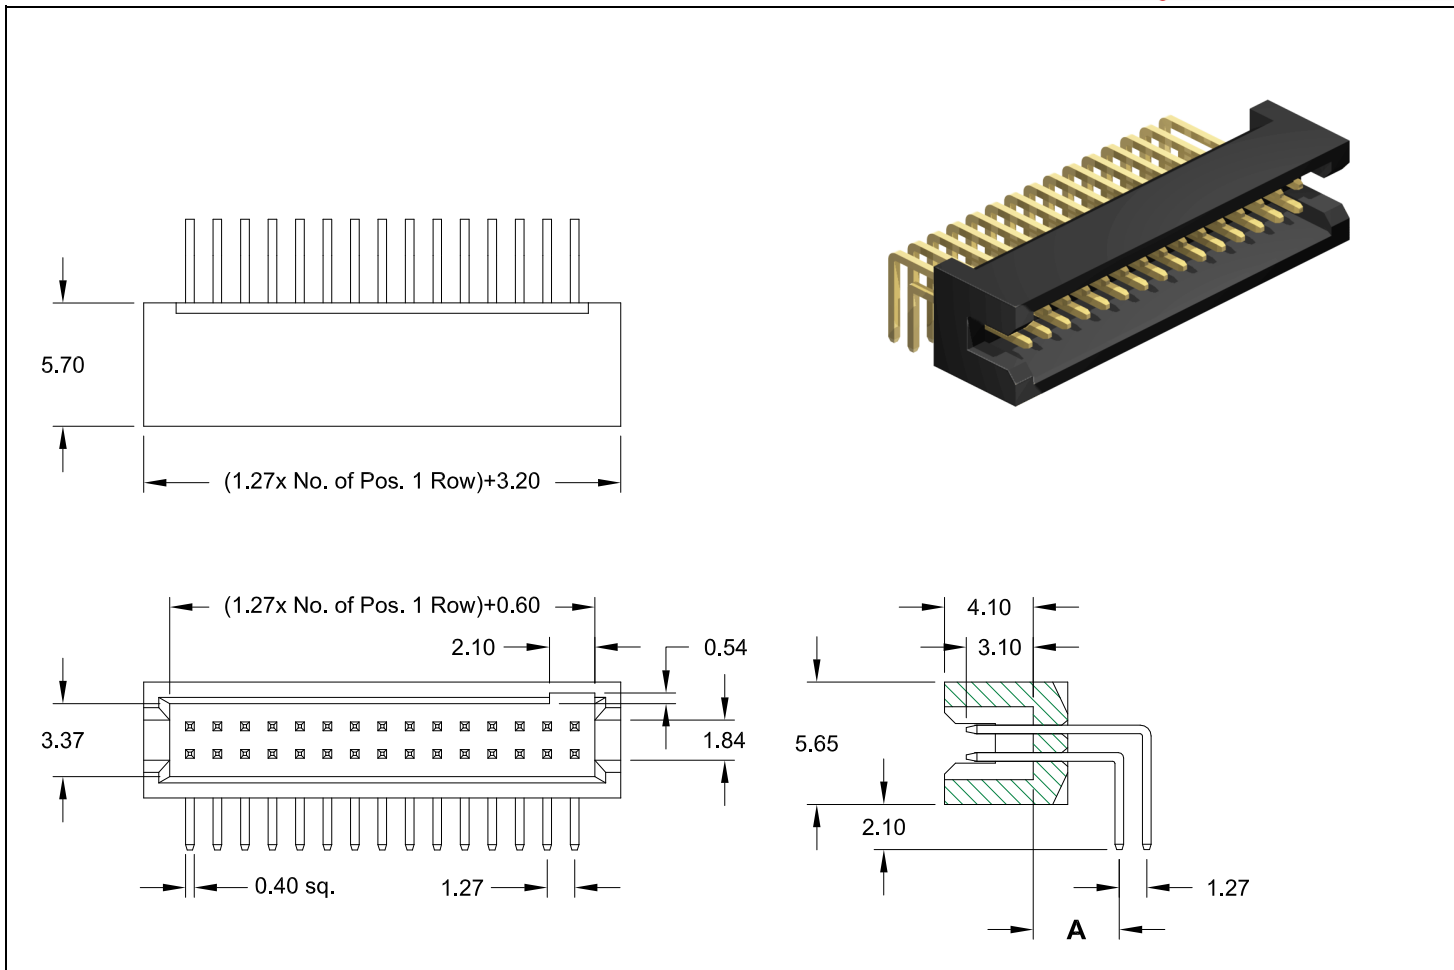 5.70
(1.27x No. of Pos. 1 Row)+3.20
(1.27x No. of Pos. 1 Row)+0.60
2.10
0.54
3.37
1.84
0.40 sq.
1.27
4.10
3.10
5.65
2.10
1.27
A